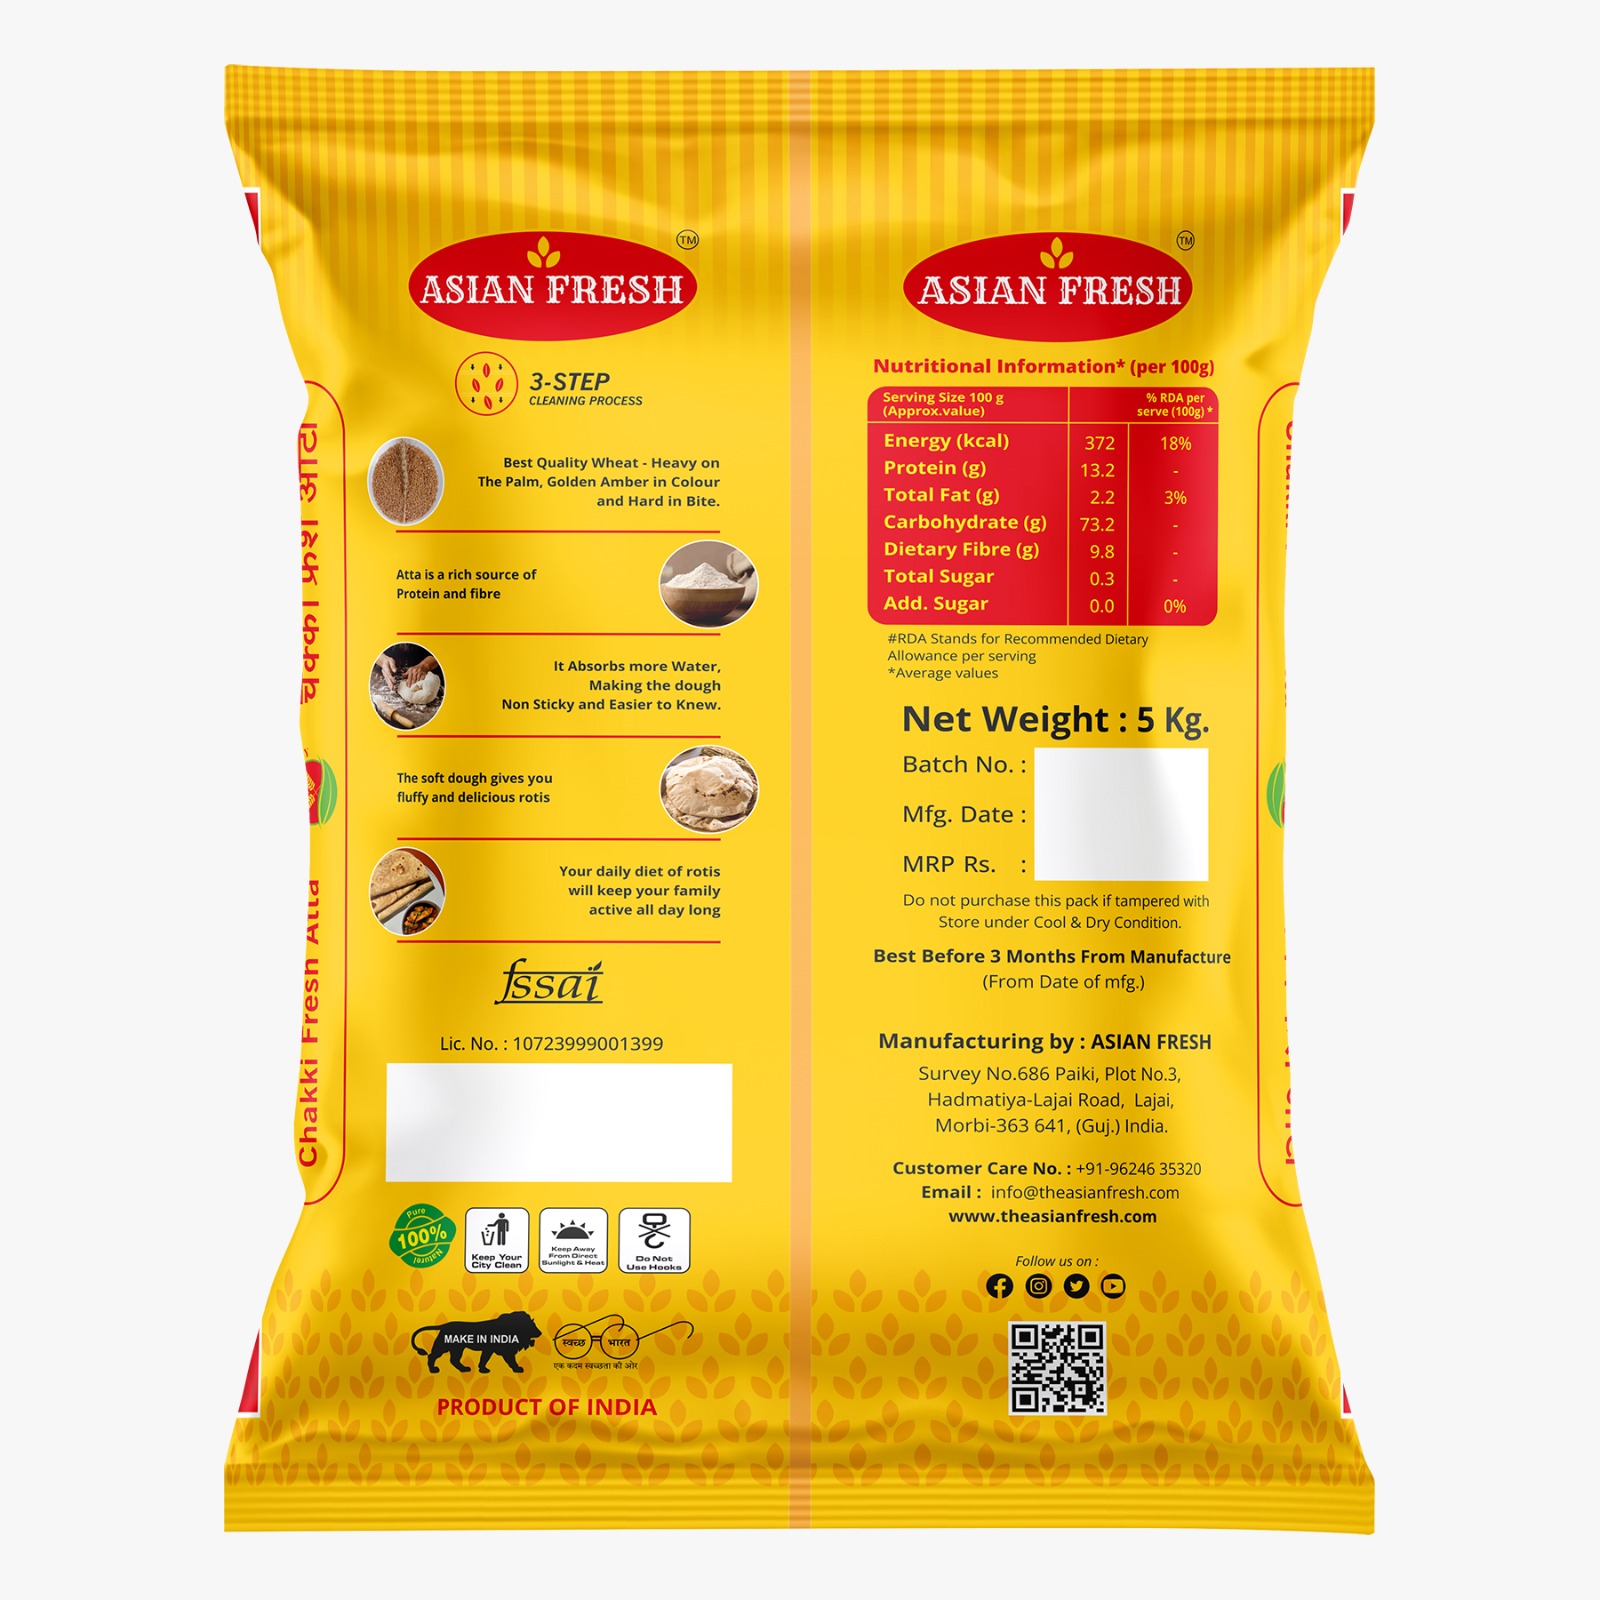 ASIAN FRESH
TM
3-STEP
CLEANING PROCESS
Best Quality Wheat - Heavy on
The Palm, Golden Amber in Colour
and Hard in Bite.
Atta is a rich source of
Protein and fibre
It Absorbs more Water,
Making the dough
Non Sticky and Easier to Knew.
The soft dough gives you
fluffy and delicious rotis
Your daily diet of rotis
will keep your family
active all day long
fssai
Lic. No. : 10723999001399
Pure
100%
Natural
Keep Your
City Clean
Keep Away
From Direct
Sunlight & Heat
Do Not
Use Hooks
MAKE IN INDIA
स्वच्छ भारत
एक कदम स्वच्छता की ओर
PRODUCT OF INDIA
चक्की फ्रेश आटा
Chakki Fresh Atta
ASIAN FRESH
TM
Nutritional Information* (per 100g)
Serving Size 100 g
(Approx.value)
% RDA per
serve (100g) *
Energy (kcal) 372 18%
Protein (g) 13.2 -
Total Fat (g) 2.2 3%
Carbohydrate (g) 73.2 -
Dietary Fibre (g) 9.8 -
Total Sugar 0.3 -
Add. Sugar 0.0 0%
#RDA Stands for Recommended Dietary
Allowance per serving
*Average values
Net Weight : 5 Kg.
Batch No. :
Mfg. Date :
MRP Rs. :
Do not purchase this pack if tampered with
Store under Cool & Dry Condition.
Best Before 3 Months From Manufacture
(From Date of mfg.)
Manufacturing by : ASIAN FRESH
Survey No.686 Paiki, Plot No.3,
Hadmatiya-Lajai Road, Lajai,
Morbi-363 641, (Guj.) India.
Customer Care No. : +91-96246 35320
Email : info@theasianfresh.com
www.theasianfresh.com
Follow us on :